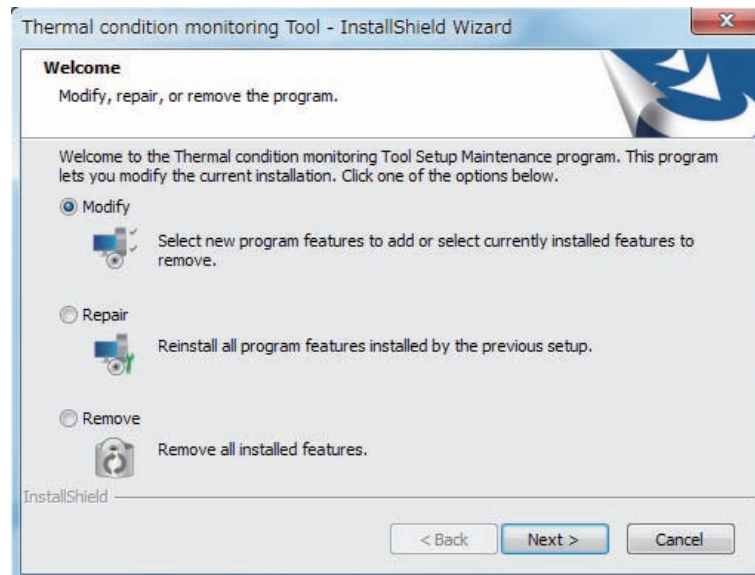 Thermal condition monitoring Tool - InstallShield Wizard
Welcome
Modify, repair, or remove the program.
Welcome to the Thermal condition monitoring Tool Setup Maintenance program. This program
lets you modify the current installation. Click one of the options below.
Modify
Select new program features to add or select currently installed features to
remove.
Repair
Reinstall all program features installed by the previous setup.
Remove
Remove all installed features.
InstallShield
< Back Next > Cancel